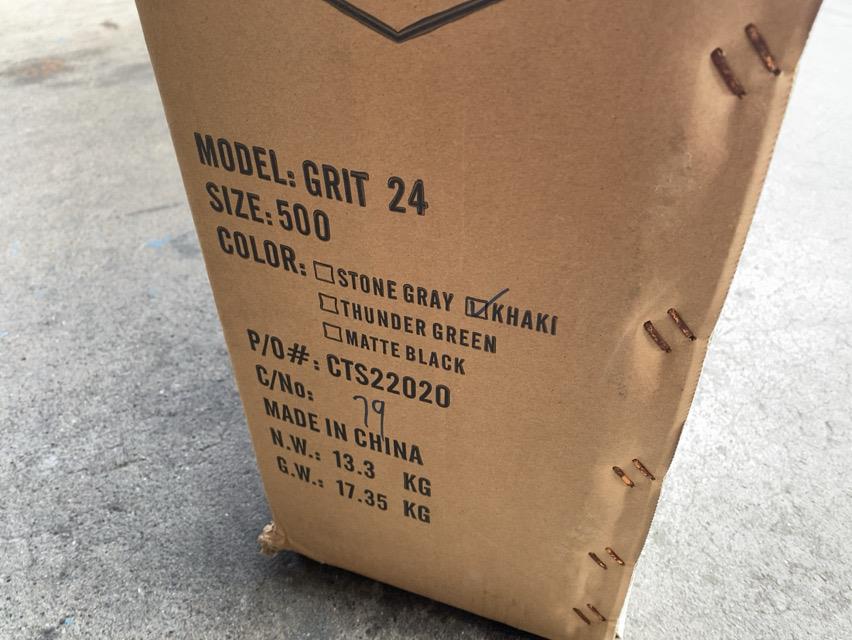 MODEL: GRIT 24
SIZE: 500
COLOR: □STONE GRAY ☑KHAKI
□THUNDER GREEN
□MATTE BLACK
P/O#: CTS22020
C/No: 79
MADE IN CHINA
N.W.: 13.3 KG
G.W.: 17.35 KG